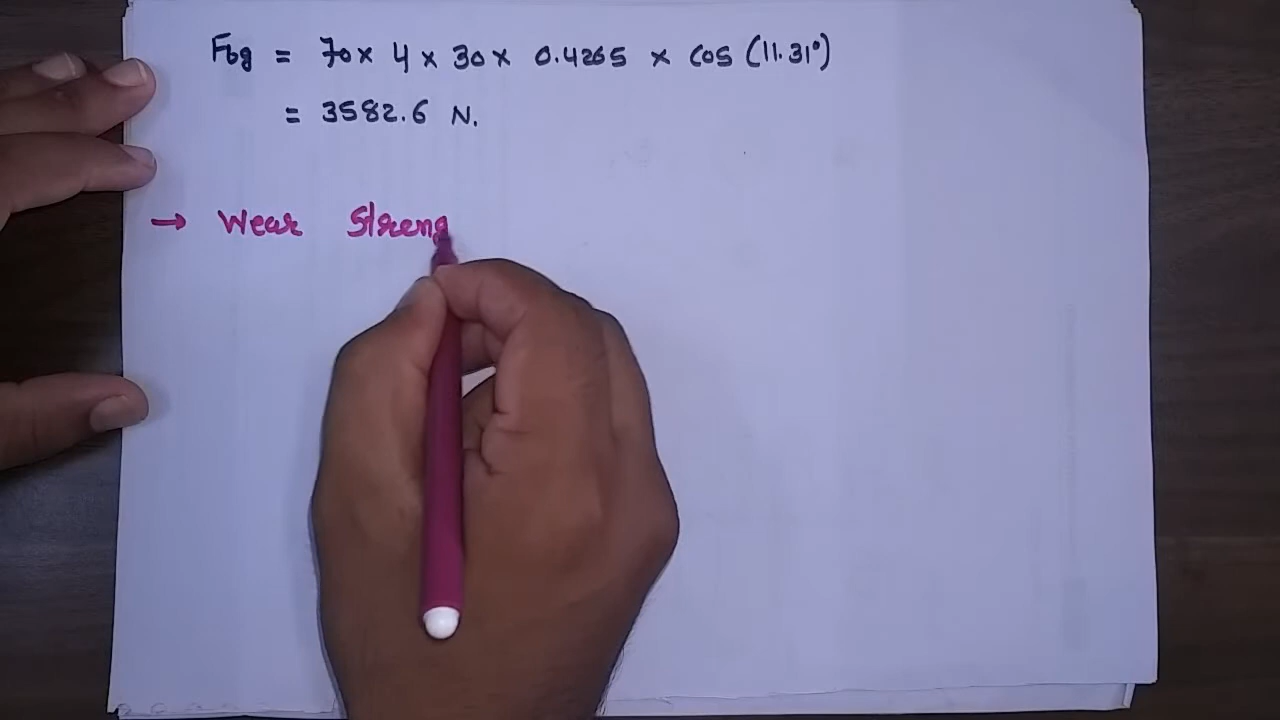 Fbg = 70 x 4 x 30 x 0.4265 x cos (11.31°)
= 3582.6 N.
→ Wear Streng